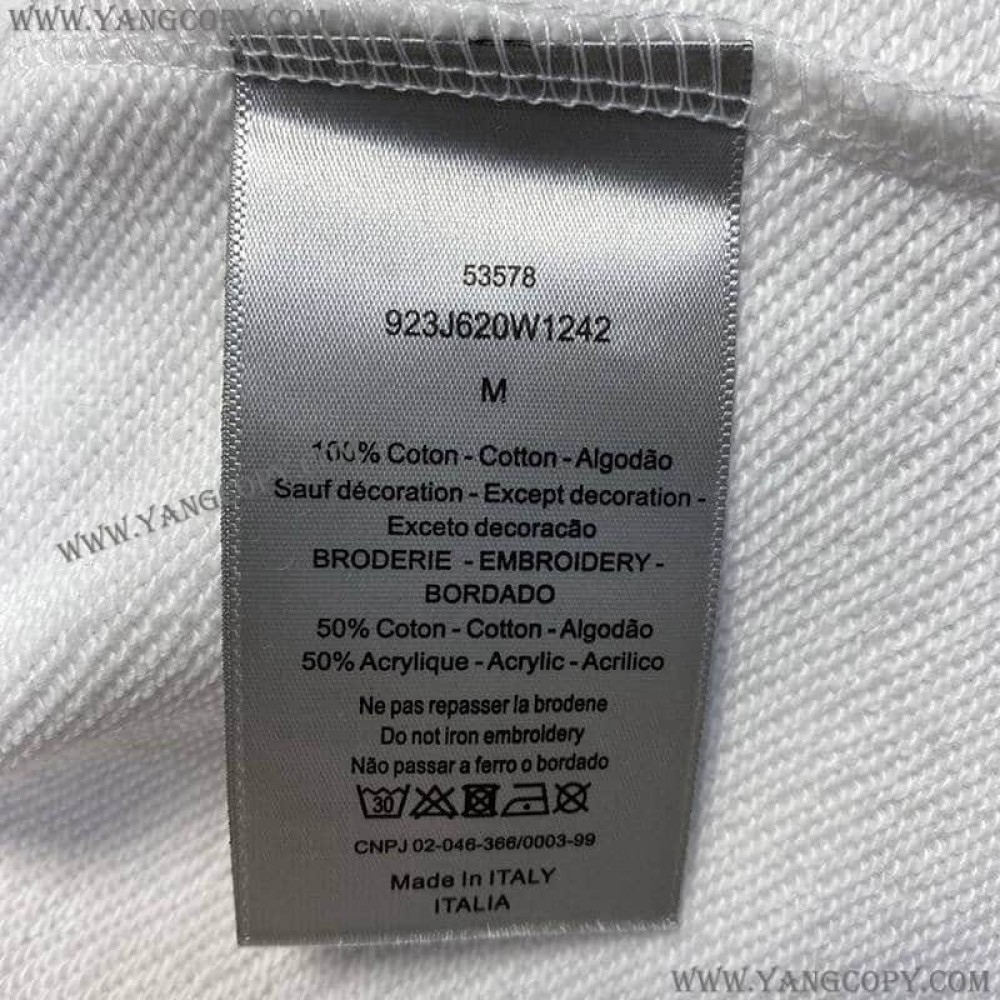 WWW.YANGCOPY.COM
53578
923J620W1242
M
100% Coton - Cotton - Algodão
Sauf décoration - Except decoration -
Exceto decoracão
BRODERIE - EMBROIDERY -
BORDADO
50% Coton - Cotton - Algodão
50% Acrylique - Acrylic - Acrilico
WWW.YANGCOPY.
Ne pas repasser la brodene
Do not iron embroidery
Não passar a ferro o bordado
30
CNPJ 02-046-366/0003-99
Made In ITALY
ITALIA
WWW.YANGCOPY.COM